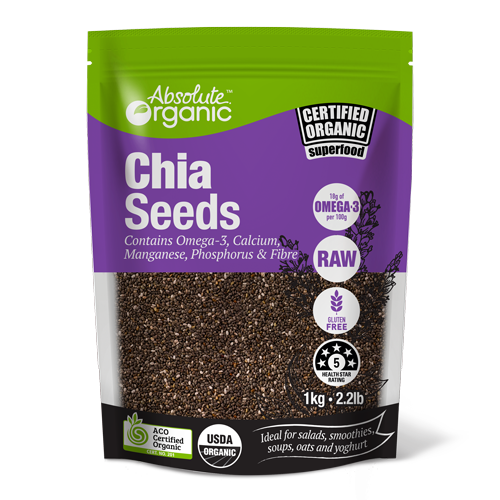 Absolute™
Organic
CERTIFIED
ORGANIC
superfood
Chia
Seeds
Contains Omega-3, Calcium,
Manganese, Phosphorus & Fibre
18g of
OMEGA-3
per 100g
RAW
GLUTEN
FREE
5
HEALTH STAR
RATING
1kg • 2.2lb
ACO
Certified
Organic
USDA
ORGANIC
Ideal for salads, smoothies,
soups, oats and yoghurt